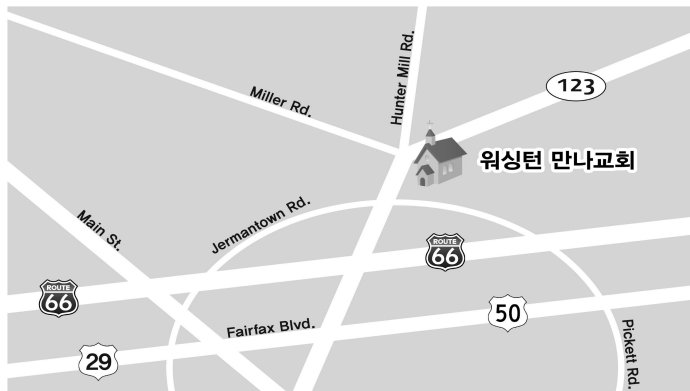 Hunter Mill Rd.
Miller Rd.
123
워싱턴 만나교회
Jermantown Rd.
Main St.
ROUTE
66
ROUTE
66
50
Fairfax Blvd.
29
Pickett Rd.